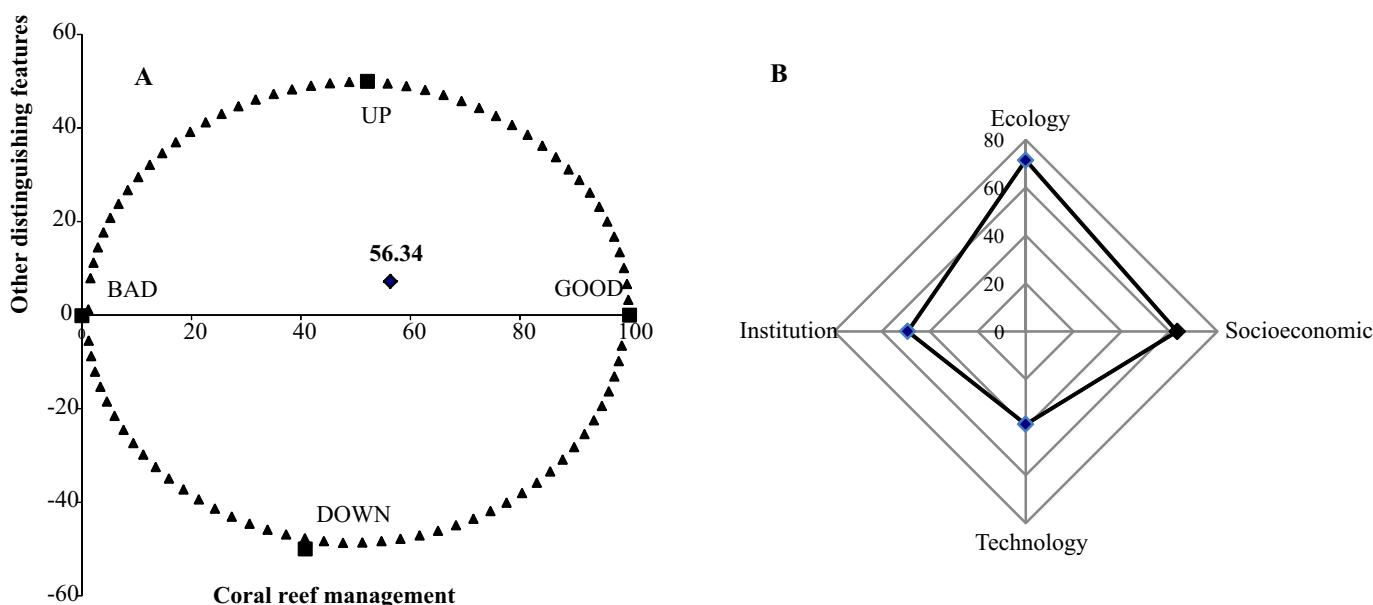 Other distinguishing features
60
40
20
0
-20
-40
-60
A
UP
56.34
BAD
GOOD
0
20
40
60
80
100
DOWN
Coral reef management
B
Ecology
80
60
40
20
0
Institution
Socioeconomic
Technology